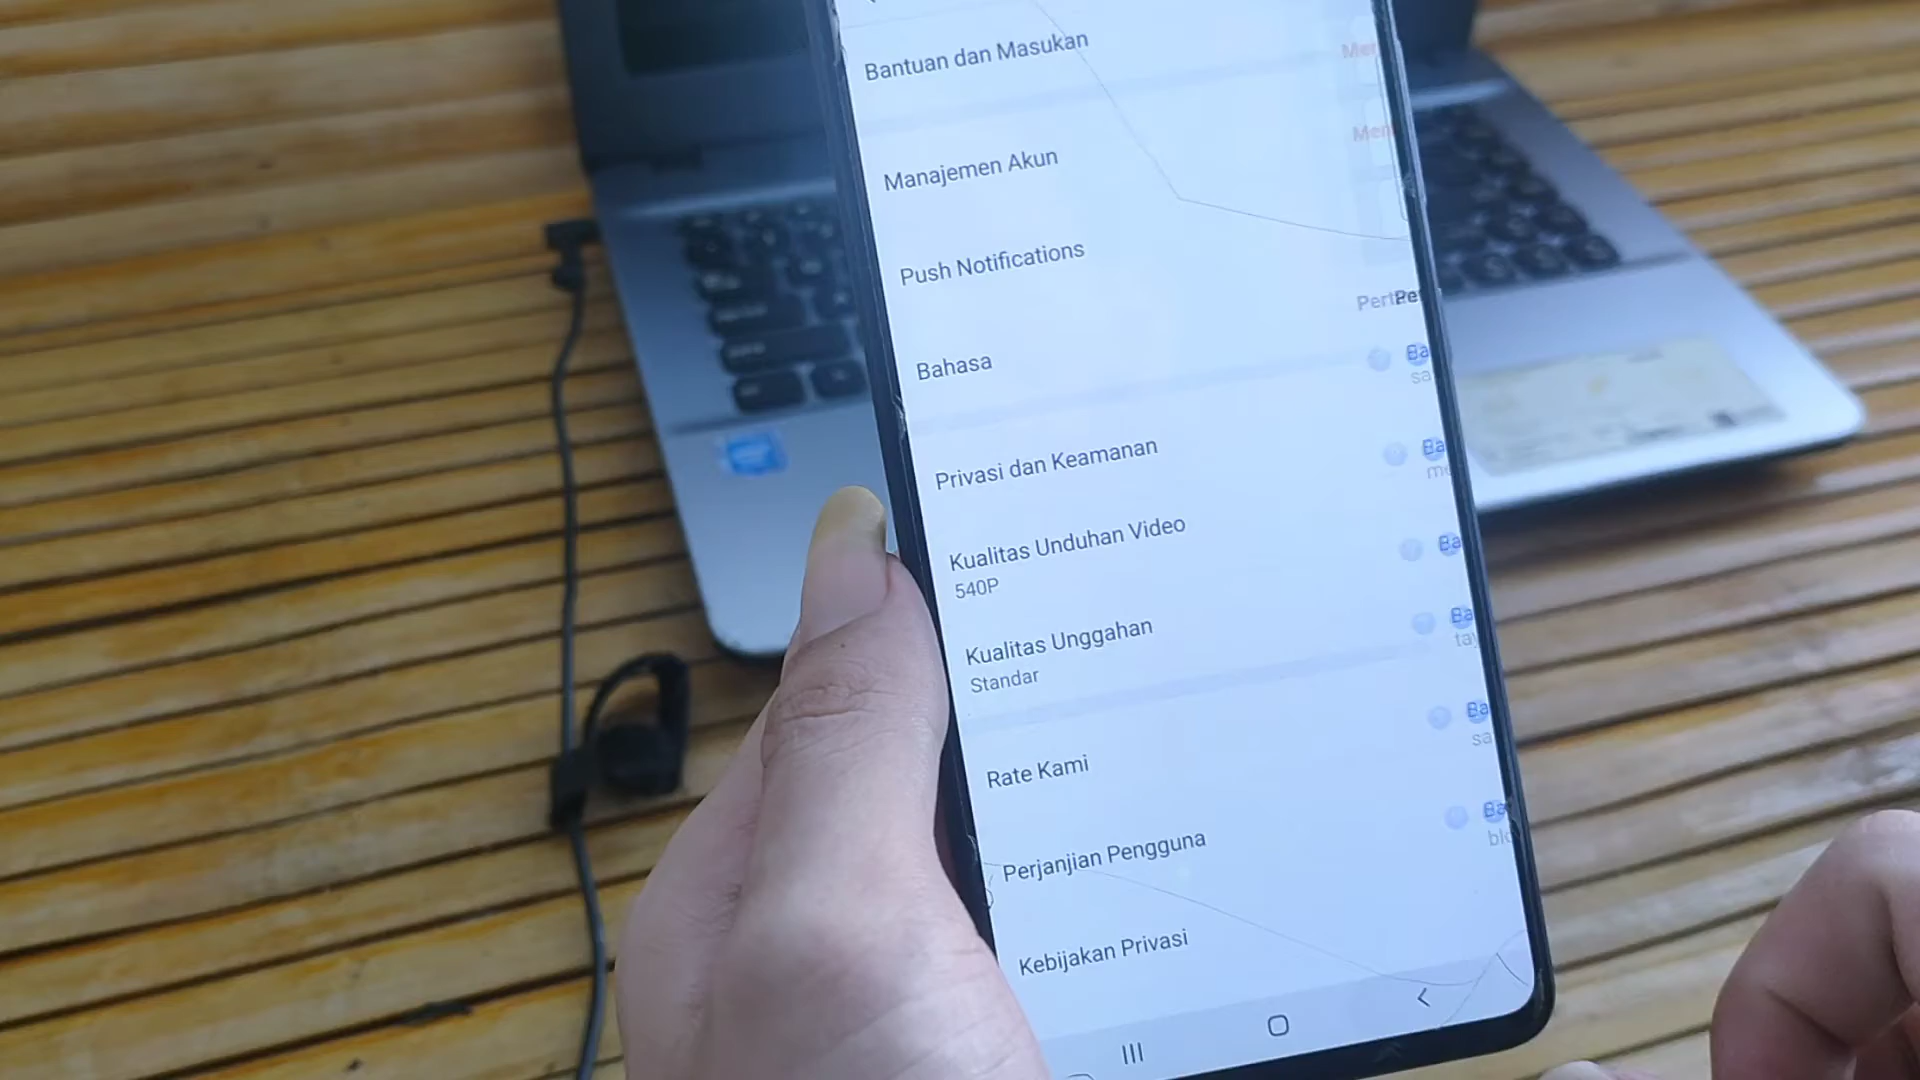 Bantuan dan Masukan
Manajemen Akun
Push Notifications
Bahasa
Privasi dan Keamanan
Kualitas Unduhan Video
540P
Kualitas Unggahan
Standar
Rate Kami
Perjanjian Pengguna
Kebijakan Privasi